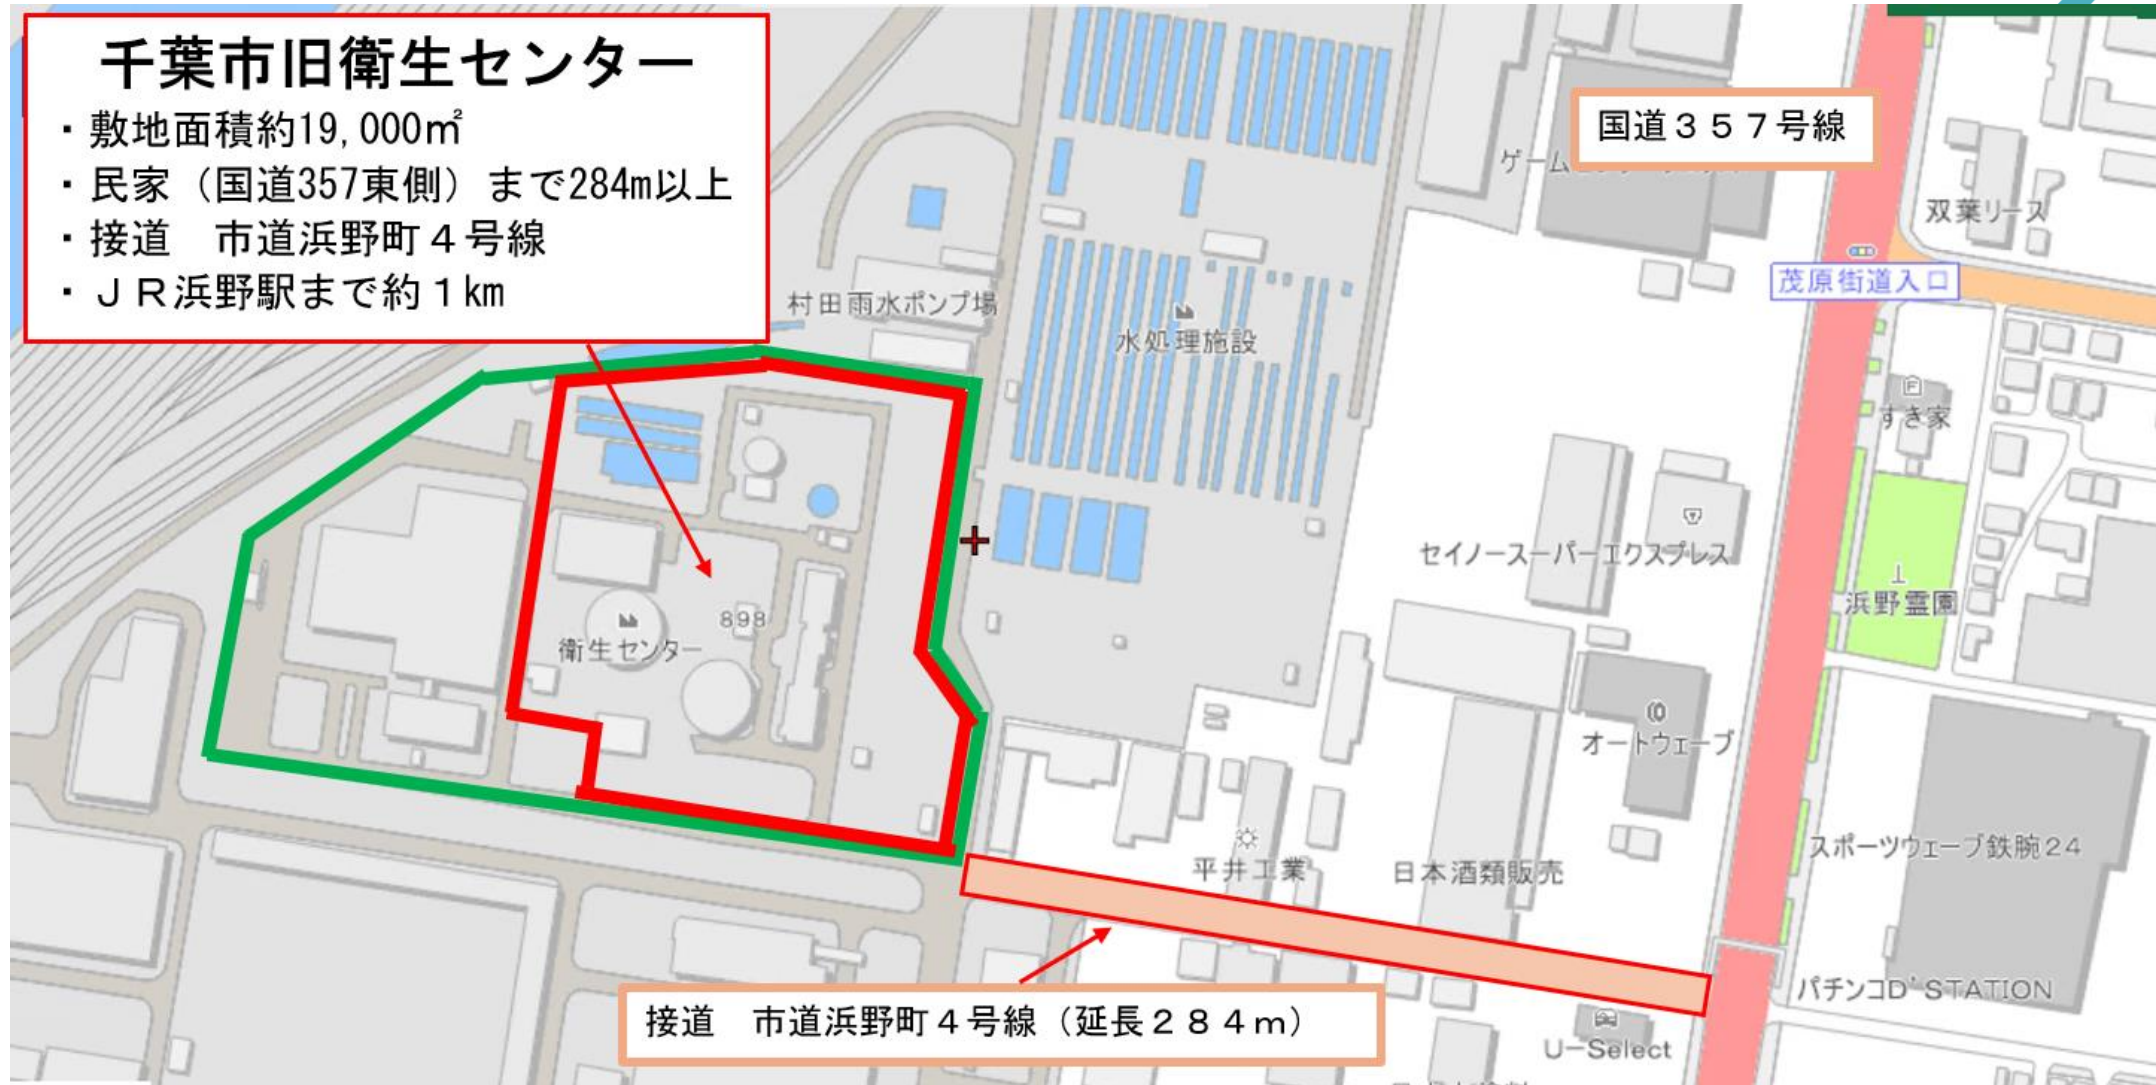 千葉市旧衛生センター
・敷地面積約19,000㎡
・民家（国道357東側）まで284m以上
・接道　市道浜野町４号線
・ＪＲ浜野駅まで約１km
国道３５７号線
双葉リース
茂原街道入口
村田雨水ポンプ場
水処理施設
すき家
セイノースーパーエクスプレス
浜野霊園
898
衛生センター
オートウェーブ
スポーツウェーブ鉄腕24
平井工業
日本酒類販売
パチンコD'STATION
接道　市道浜野町４号線（延長２８４ｍ）
U-Select